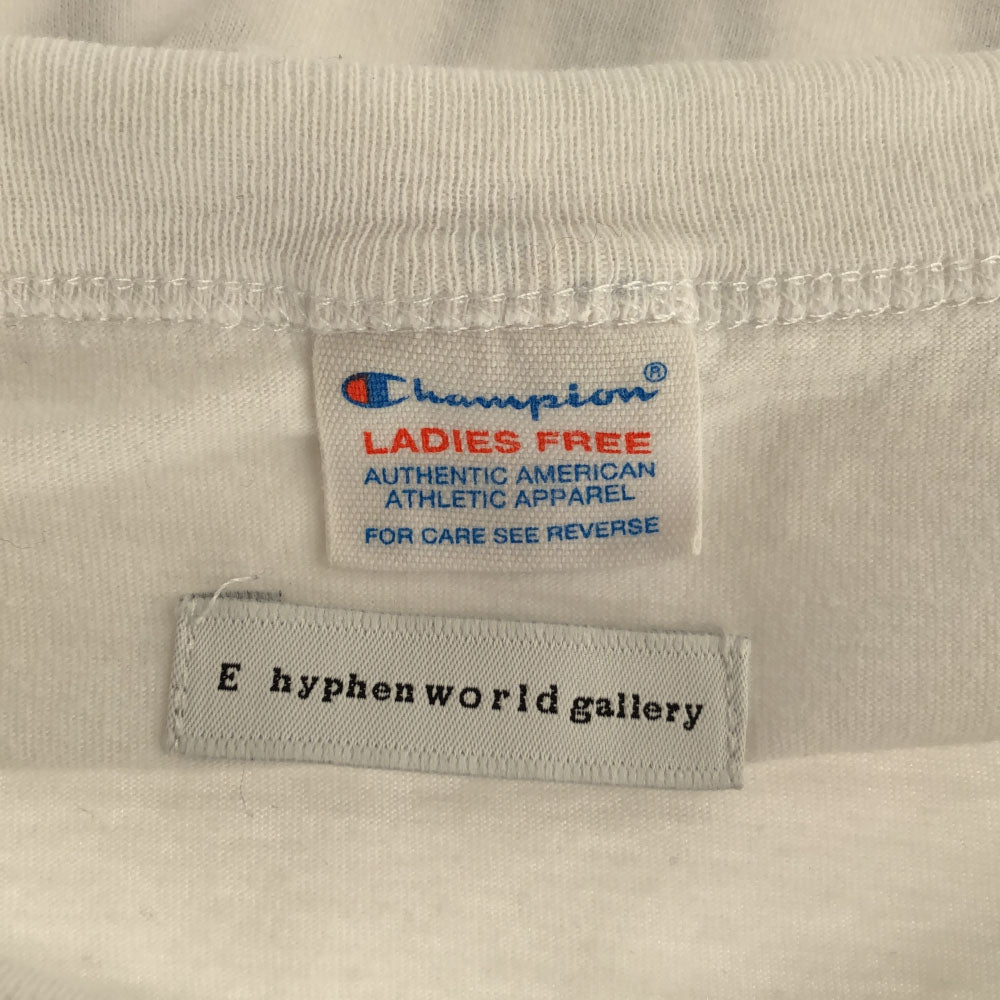 Champion®
LADIES FREE
AUTHENTIC AMERICAN
ATHLETIC APPAREL
FOR CARE SEE REVERSE
E hyphen world gallery